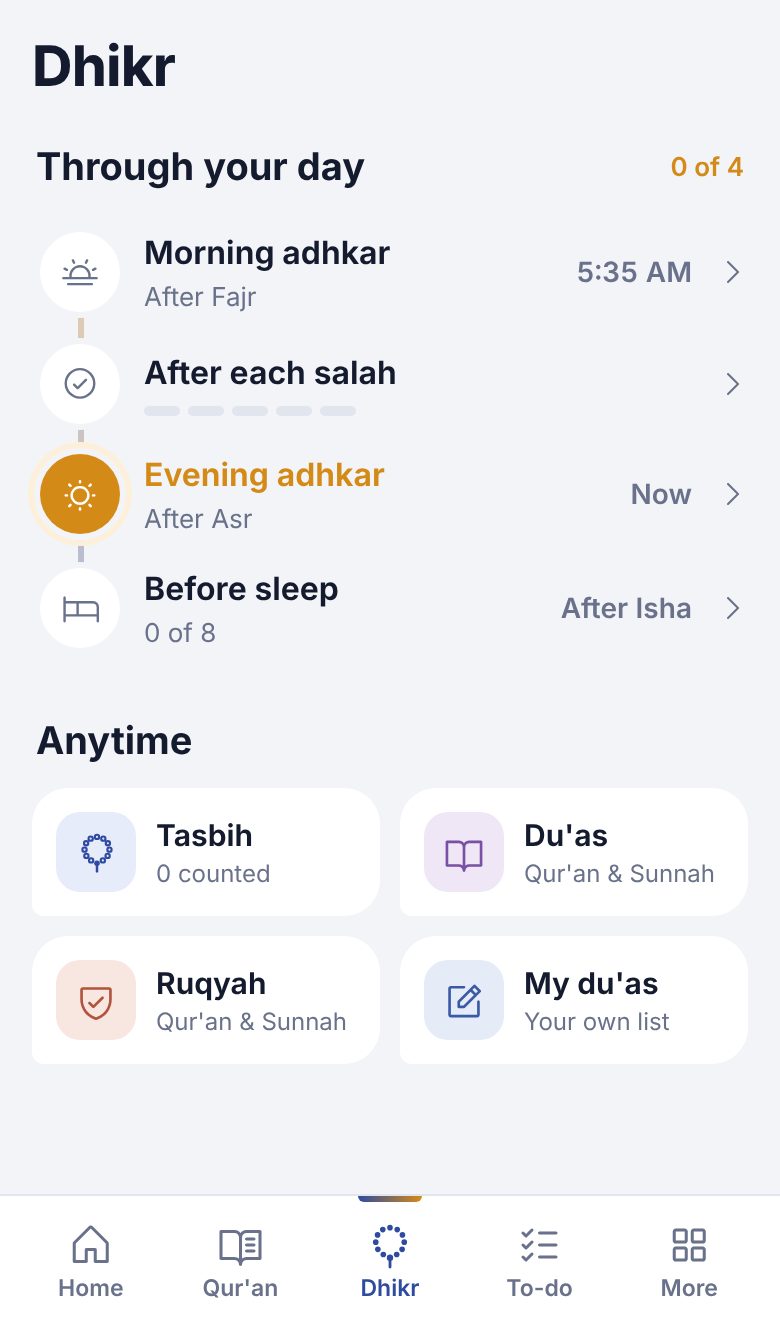 Dhikr
Through your day
0 of 4
Morning adhkar
After Fajr
5:35 AM
After each salah
Evening adhkar
After Asr
Now
Before sleep
0 of 8
After Isha
Anytime
Tasbih
0 counted
Du'as
Qur'an & Sunnah
Ruqyah
Qur'an & Sunnah
My du'as
Your own list
Home
Qur'an
Dhikr
To-do
More